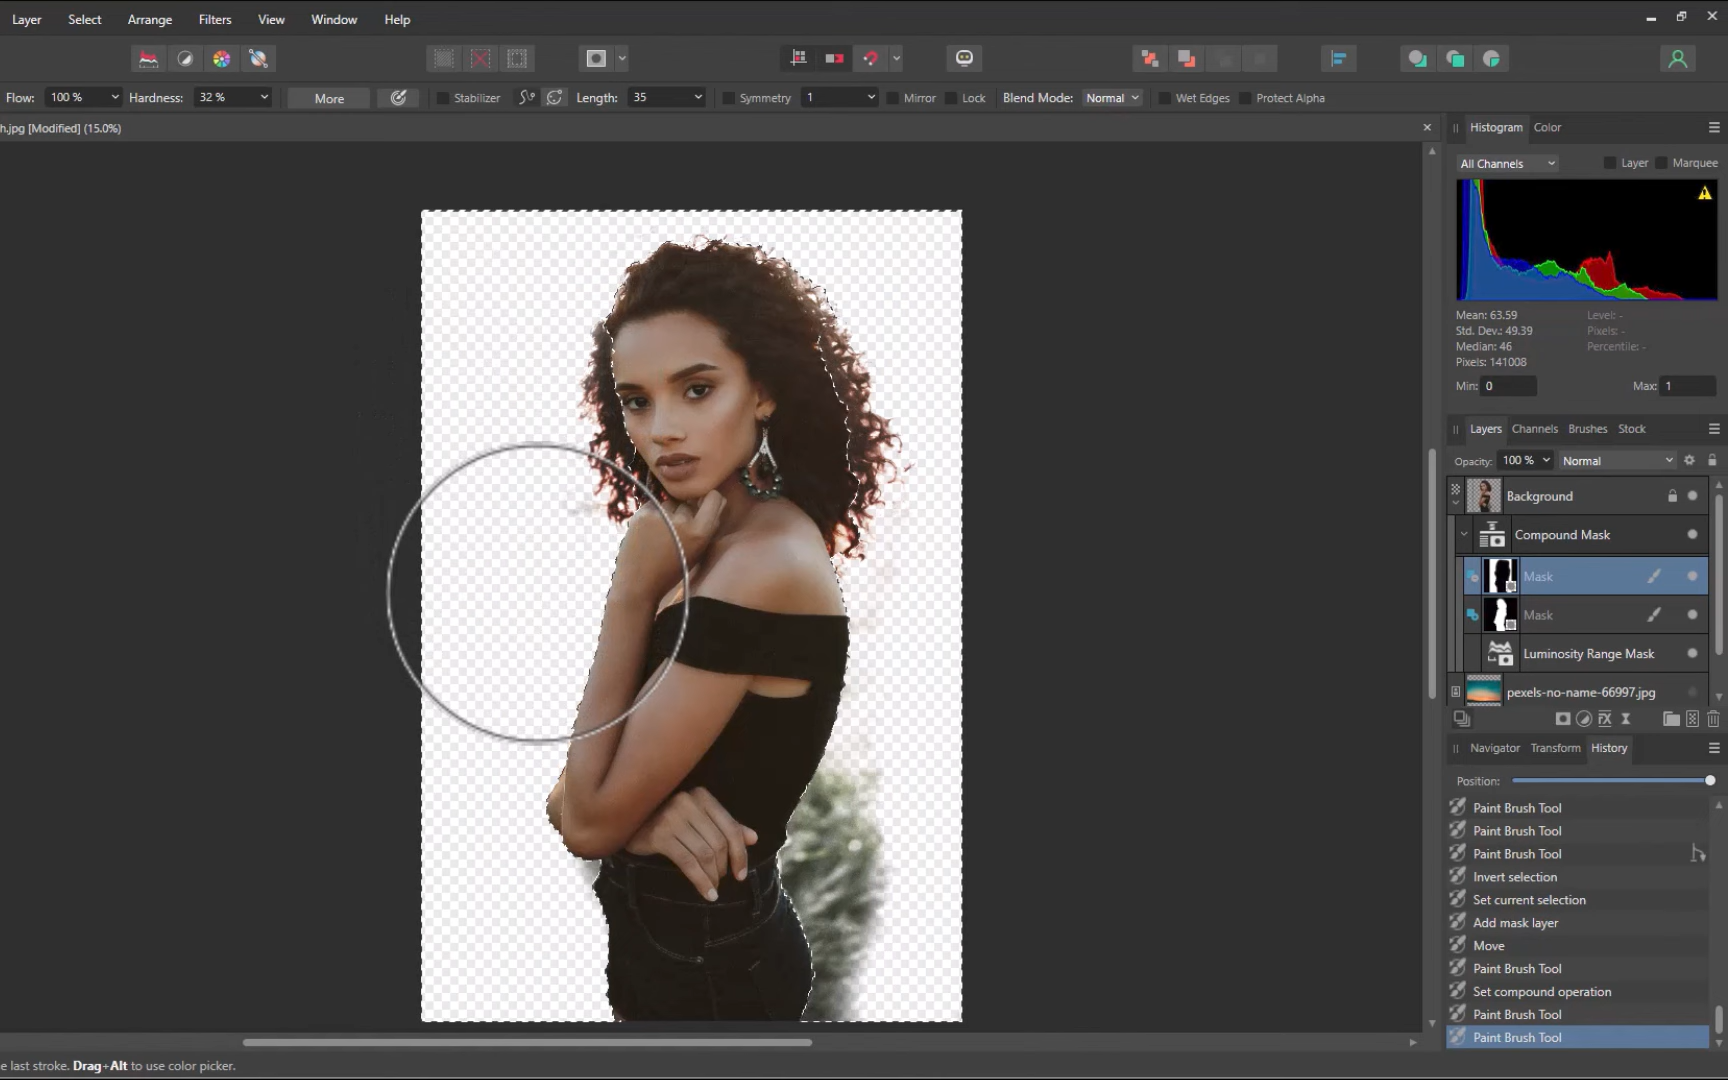 Layer Select Arrange Filters View Window Help
Flow: 100 % Hardness: 32 % More Stabilizer Length: 35 Symmetry 1 Mirror Lock Blend Mode: Normal Wet Edges Protect Alpha
h.jpg [Modified] (15.0%)
Histogram Color
All Channels Layer Marquee
Mean: 63.59 Level: -
Std. Dev.: 49.39 Pixels: -
Median: 46 Percentile: -
Pixels: 141008
Min: 0 Max: 1
Layers Channels Brushes Stock
Opacity: 100 % Normal
Background
Compound Mask
Mask
Mask
Luminosity Range Mask
pexels-no-name-66997.jpg
Navigator Transform History
Position:
Paint Brush Tool
Paint Brush Tool
Paint Brush Tool
Invert selection
Set current selection
Add mask layer
Move
Paint Brush Tool
Set compound operation
Paint Brush Tool
Paint Brush Tool
e last stroke. Drag+Alt to use color picker.